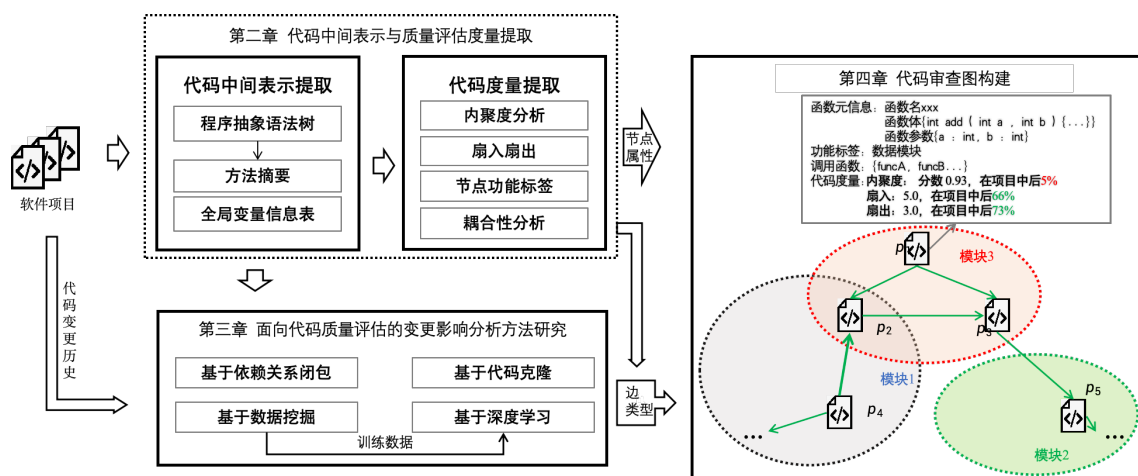 第二章 代码中间表示与质量评估度量提取
代码中间表示提取
程序抽象语法树
方法摘要
全局变量信息表
代码度量提取
内聚度分析
扇入扇出
节点功能标签
耦合性分析
软件项目
代码变更历史
节点
属性
第三章 面向代码质量评估的变更影响分析方法研究
基于依赖关系闭包
基于代码克隆
基于数据挖掘
基于深度学习
训练数据
边
类型
第四章 代码审查图构建
函数元信息：函数名xxx
函数体{int add ( int a , int b ) {...}}
函数参数{a : int, b : int}
功能标签：数据模块
调用函数：{funcA, funcB...}
代码度量：内聚度： 分数 0.93，在项目中后5%
扇入：5.0，在项目中后66%
扇出：3.0，在项目中后73%
模块3
p
p2
p3
模块1
p4
p5
模块2
...
...